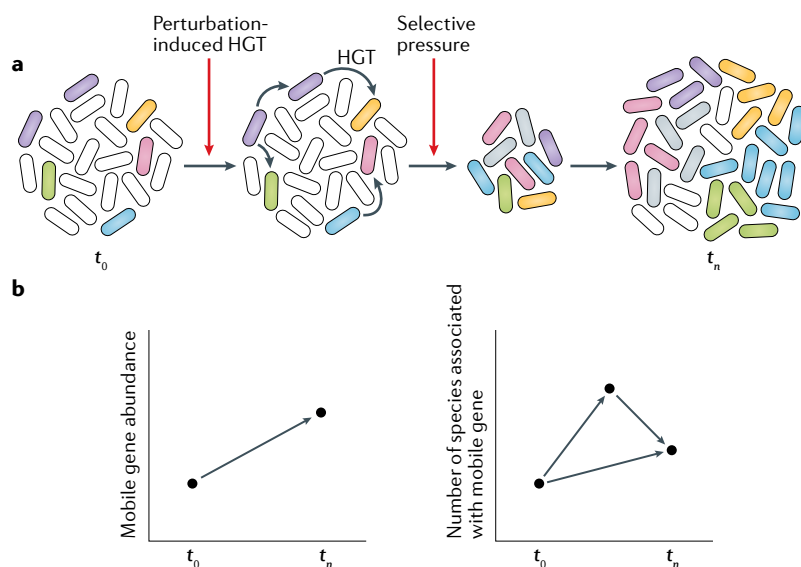 Perturbation-
induced HGT
Selective
pressure
a
HGT
t0
tn
b
Mobile gene abundance
t0
tn
Number of species associated
with mobile gene
t0
tn